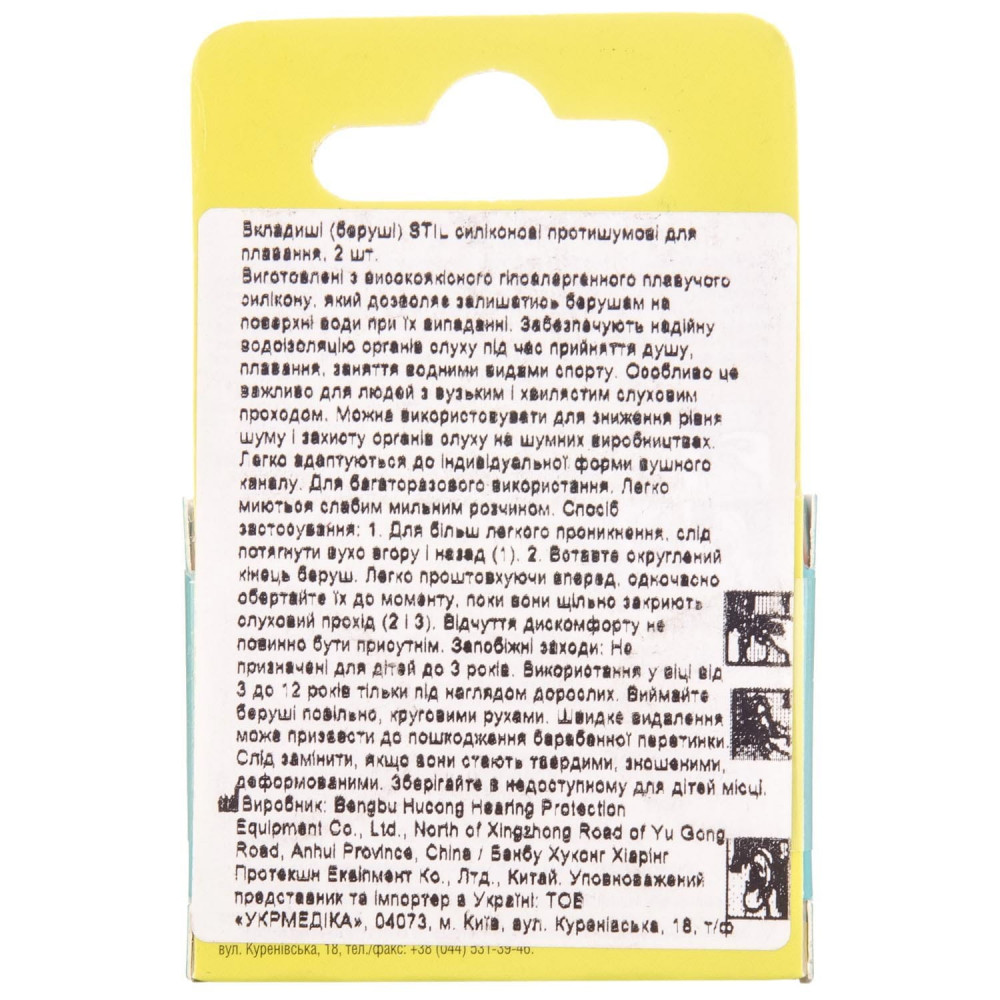 Вкладиші (беруші) STIL силіконові протишумові для
плавання, 2 шт.
Виготовлені з високоякісного гіпоалергенного плавучого
силікону, який дозволяє залишатись берушам на
поверхні води при їх випаданні. Забезпечують надійну
водоізоляцію органів слуху під час прийняття душу,
плавання, заняття водними видами спорту. Особливо це
важливо для людей з вузьким і хвилястим слуховим
проходом. Можна використовувати для зниження рівня
шуму і захисту органів слуху на шумних виробництвах.
Легко адаптуються до індивідуальної форми вушного
каналу. Для багаторазового використання. Легко
миються слабим мильним розчином. Спосіб
застосування: 1. Для більш легкого проникнення, слід
потягнути вухо вгору і назад (1). 2. Вставте округлений
кінець беруш. Легко проштовхуючи вперед, одночасно
обертайте їх до моменту, поки вони щільно закриють
слуховий прохід (2 і 3). Відчуття дискомфорту не
повинно бути присутнім. Запобіжні заходи: Не
призначені для дітей до 3 років. Використання у віці від
3 до 12 років тільки під наглядом дорослих. Виймайте
беруші повільно, круговими рухами. Швидке видалення
може призвести до пошкодження барабанної перетинки.
Слід замінити, якщо вони стають твердими, зношеними,
деформованими. Зберігайте в недоступному для дітей місці.
Виробник: Bengbu Hucong Hearing Protection
Equipment Co., Ltd., North of Xingzhong Road of Yu Gong
Road, Anhui Province, China / Бенбу Хуконг Хіарінг
Протекшн Еквіпмент Ко., Лтд., Китай. Уповноважений
представник та імпортер в Україні: ТОВ
«УКРМЕДІКА», 04073, м. Київ, вул. Куренівська, 18, т/ф
вул. Куренівська, 18, тел./факс: +38 (044) 531-39-46.